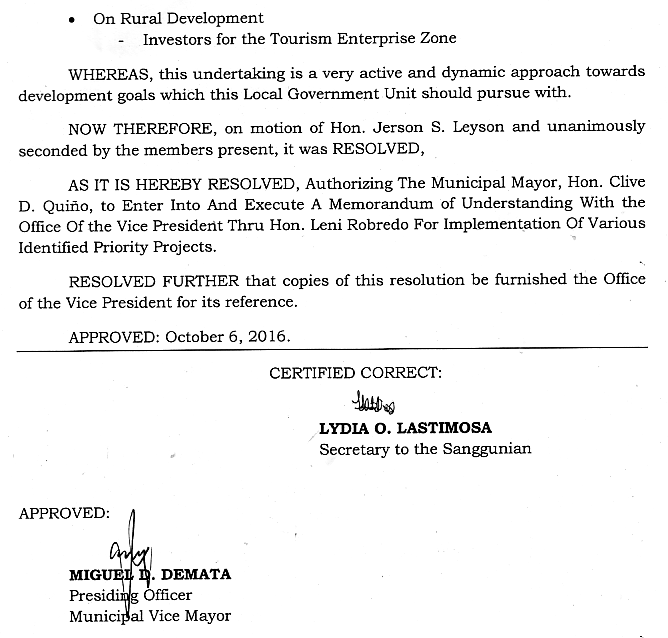 • On Rural Development
- Investors for the Tourism Enterprise Zone
WHEREAS, this undertaking is a very active and dynamic approach towards
development goals which this Local Government Unit should pursue with.
NOW THEREFORE, on motion of Hon. Jerson S. Leyson and unanimously
seconded by the members present, it was RESOLVED,
AS IT IS HEREBY RESOLVED, Authorizing The Municipal Mayor, Hon. Clive
D. Quiño, to Enter Into And Execute A Memorandum of Understanding With the
Office Of the Vice President Thru Hon. Leni Robredo For Implementation Of Various
Identified Priority Projects.
RESOLVED FURTHER that copies of this resolution be furnished the Office
of the Vice President for its reference.
APPROVED: October 6, 2016.
CERTIFIED CORRECT:
LYDIA O. LASTIMOSA
Secretary to the Sanggunian
APPROVED:
MIGUEL D. DEMATA
Presiding Officer
Municipal Vice Mayor